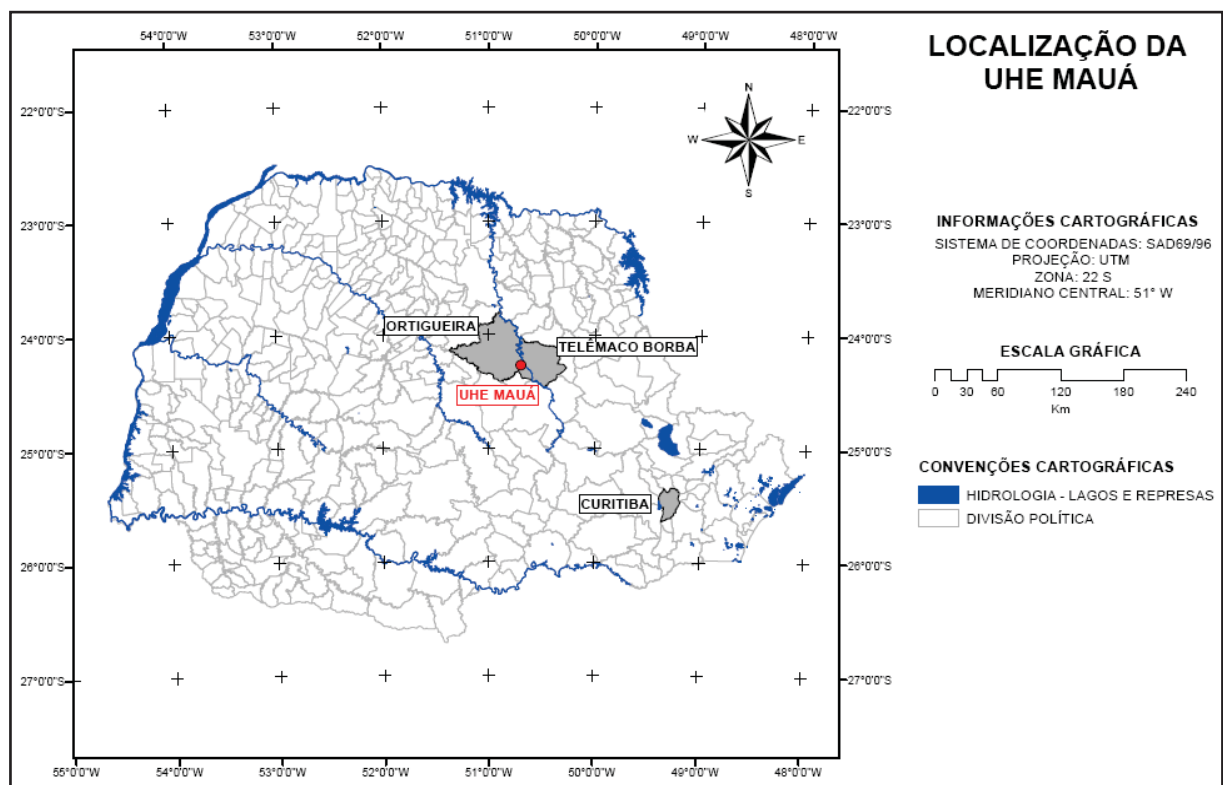 LOCALIZAÇÃO DA
UHE MAUÁ
54°0'0"W 53°0'0"W 52°0'0"W 51°0'0"W 50°0'0"W 49°0'0"W 48°0'0"W
N
W E
S
22°0'0"S 22°0'0"S
23°0'0"S 23°0'0"S
24°0'0"S 24°0'0"S
25°0'0"S 25°0'0"S
26°0'0"S 26°0'0"S
27°0'0"S 27°0'0"S
ORTIGUEIRA
TELÊMACO BORBA
UHE MAUÁ
CURITIBA
55°0'0"W 54°0'0"W 53°0'0"W 52°0'0"W 51°0'0"W 50°0'0"W 49°0'0"W 48°0'0"W
INFORMAÇÕES CARTOGRÁFICAS
SISTEMA DE COORDENADAS: SAD69/96
PROJEÇÃO: UTM
ZONA: 22 S
MERIDIANO CENTRAL: 51° W
ESCALA GRÁFICA
0 15 30 60 120 180 240
Km
CONVENÇÕES CARTOGRÁFICAS
HIDROLOGIA - LAGOS E REPRESAS
DIVISÃO POLÍTICA